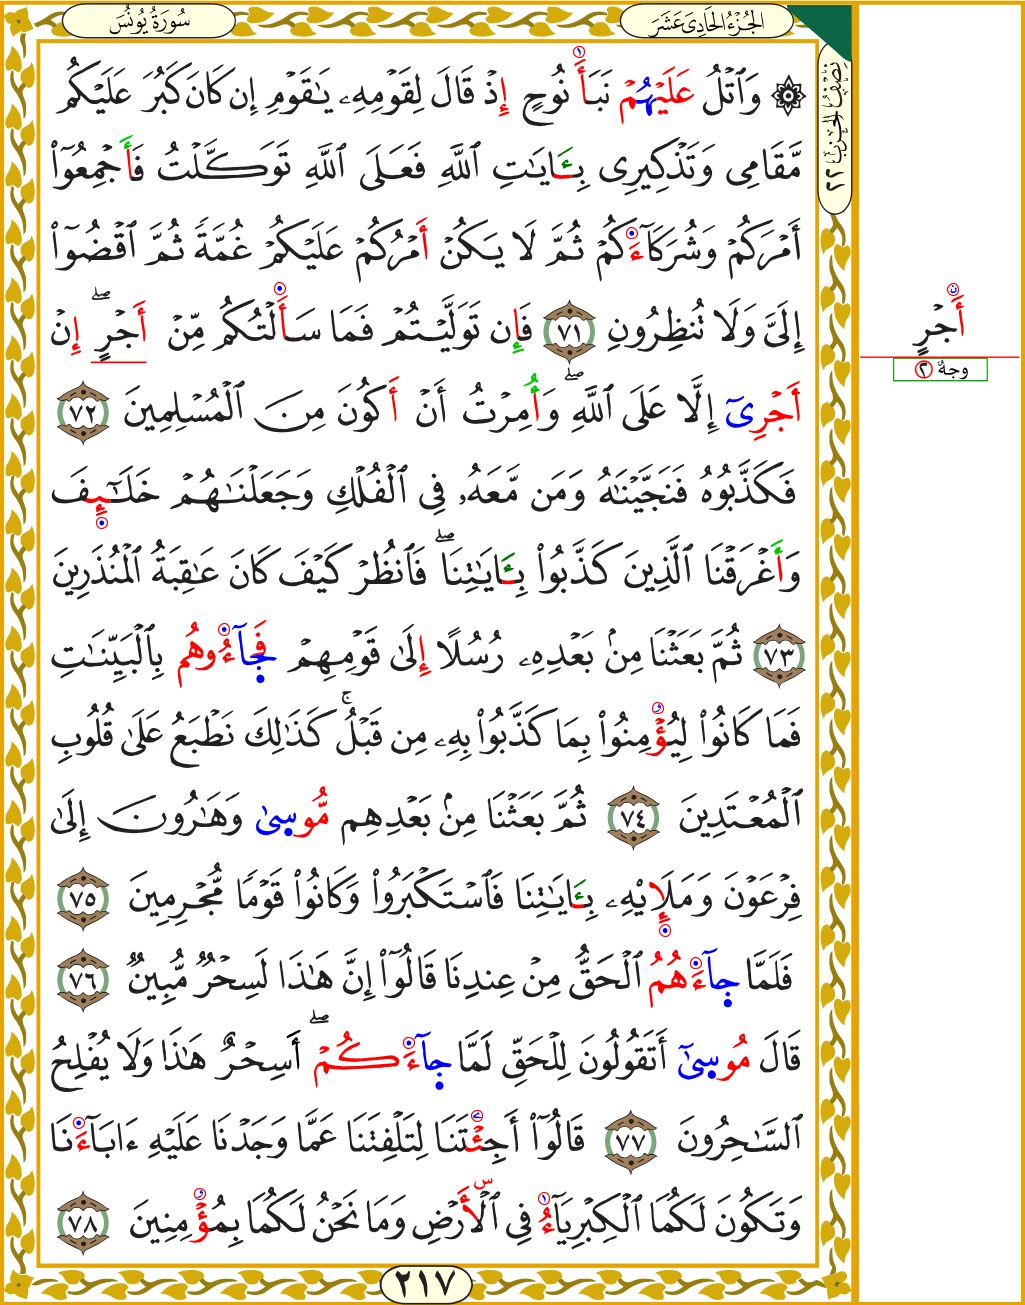 سُورَةُ يُونُسَ
الجُزْءُ الحَادِىَ عَشَرَ
نِصْفُ الحِزْبِ ٢٢
۞ وَٱتْلُ عَلَيْهُمْ نَبَأَ نُوحٍ إِذْ قَالَ لِقَوْمِهِۦ يَٰقَوْمِ إِن كَانَ كَبُرَ عَلَيْكُم
مَّقَامِى وَتَذْكِيرِى بِـَٔايَٰتِ ٱللَّهِ فَعَلَى ٱللَّهِ تَوَكَّلْتُ فَأَجْمِعُوٓا۟
أَمْرَكُمْ وَشُرَكَآءَكُمْ ثُمَّ لَا يَكُنْ أَمْرُكُمْ عَلَيْكُمْ غُمَّةً ثُمَّ ٱقْضُوٓا۟
إِلَىَّ وَلَا تُنظِرُونِ ٧١ فَإِن تَوَلَّيْتُمْ فَمَا سَأَلْتُكُم مِّنْ أَجْرٍ ۖ إِنْ
أَجْرِىٓ إِلَّا عَلَى ٱللَّهِ ۖ وَأُمِرْتُ أَنْ أَكُونَ مِنَ ٱلْمُسْلِمِينَ ٧٢
فَكَذَّبُوهُ فَنَجَّيْنَٰهُ وَمَن مَّعَهُۥ فِى ٱلْفُلْكِ وَجَعَلْنَٰهُمْ خَلَٰٓئِفَ
وَأَغْرَقْنَا ٱلَّذِينَ كَذَّبُوا۟ بِـَٔايَٰتِنَا ۖ فَٱنظُرْ كَيْفَ كَانَ عَٰقِبَةُ ٱلْمُنذَرِينَ
٧٣ ثُمَّ بَعَثْنَا مِنۢ بَعْدِهِۦ رُسُلًا إِلَىٰ قَوْمِهِمْ فَجَآءُوهُم بِٱلْبَيِّنَٰتِ
فَمَا كَانُوا۟ لِيُؤْمِنُوا۟ بِمَا كَذَّبُوا۟ بِهِۦ مِن قَبْلُ ۚ كَذَٰلِكَ نَطْبَعُ عَلَىٰ قُلُوبِ
ٱلْمُعْتَدِينَ ٧٤ ثُمَّ بَعَثْنَا مِنۢ بَعْدِهِم مُّوسَىٰ وَهَٰرُونَ إِلَىٰ
فِرْعَوْنَ وَمَلَإِي۟هِۦ بِـَٔايَٰتِنَا فَٱسْتَكْبَرُوا۟ وَكَانُوا۟ قَوْمًا مُّجْرِمِينَ ٧٥
فَلَمَّا جَآءَهُمُ ٱلْحَقُّ مِنْ عِندِنَا قَالُوٓا۟ إِنَّ هَٰذَا لَسِحْرٌ مُّبِينٌ ٧٦
قَالَ مُوسَىٰٓ أَتَقُولُونَ لِلْحَقِّ لَمَّا جَآءَكُمْ ۖ أَسِحْرٌ هَٰذَا وَلَا يُفْلِحُ
ٱلسَّٰحِرُونَ ٧٧ قَالُوٓا۟ أَجِئْتَنَا لِتَلْفِتَنَا عَمَّا وَجَدْنَا عَلَيْهِ ءَابَآءَنَا
وَتَكُونَ لَكُمَا ٱلْكِبْرِيَآءُ فِى ٱلْأَرْضِ وَمَا نَحْنُ لَكُمَا بِمُؤْمِنِينَ ٧٨
٢١٧
أَجْرٍ
وجهٌ ٢